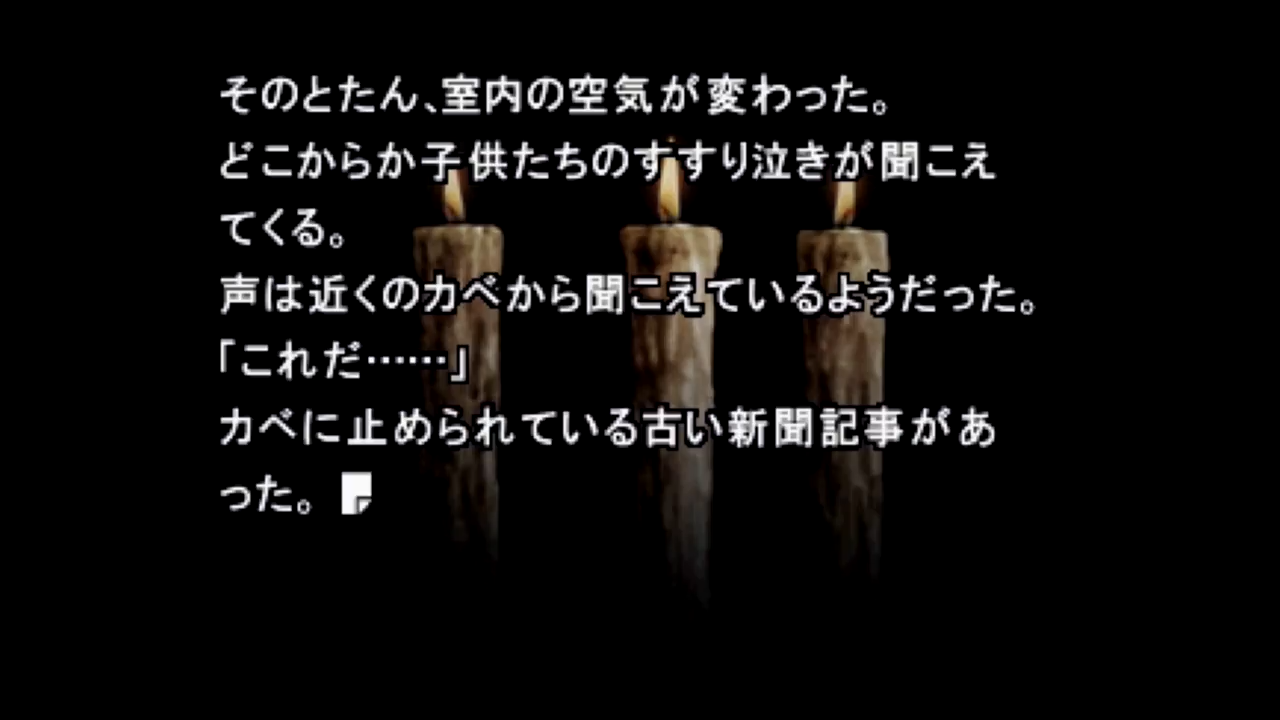 そのとたん、室内の空気が変わった。
どこからか子供たちのすすり泣きが聞こえ
てくる。
声は近くのカベから聞こえているようだった。
「これだ……」
カベに止められている古い新聞記事があ
った。